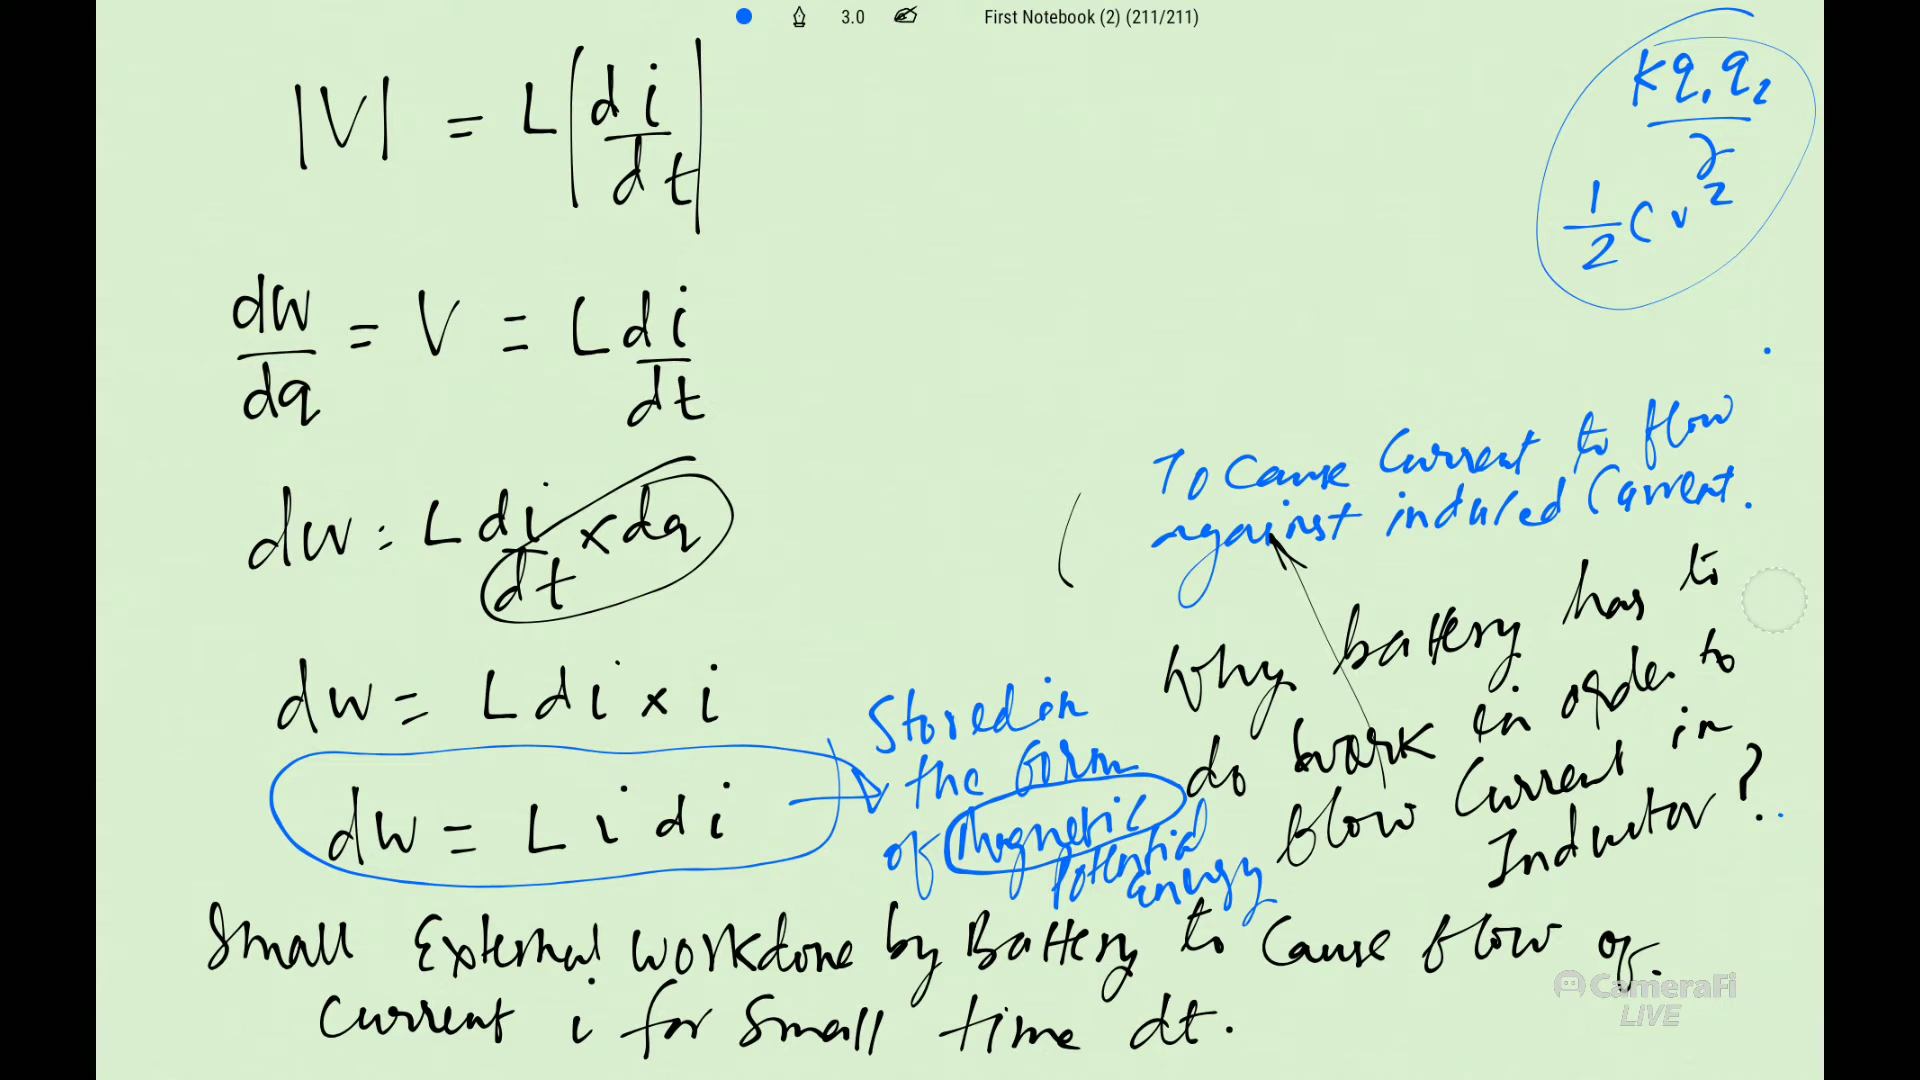 3.0 First Notebook (2) (211/211)
|V| = L|di/dt|
kq₁q₂/r
1/2 CV²
dw/dq = V = L di/dt
dw = L di/dt × dq
dw = L di × i
dw = L i di
Stored in
the form
of Magnetic
Potential
energy
To Cause Current to flow
against induced Current.
Why battery has to
do work in order to
flow Current in
Inductor?
Small External workdone by Battery to Cause flow of
Current i for Small time dt.
CameraFi
LIVE